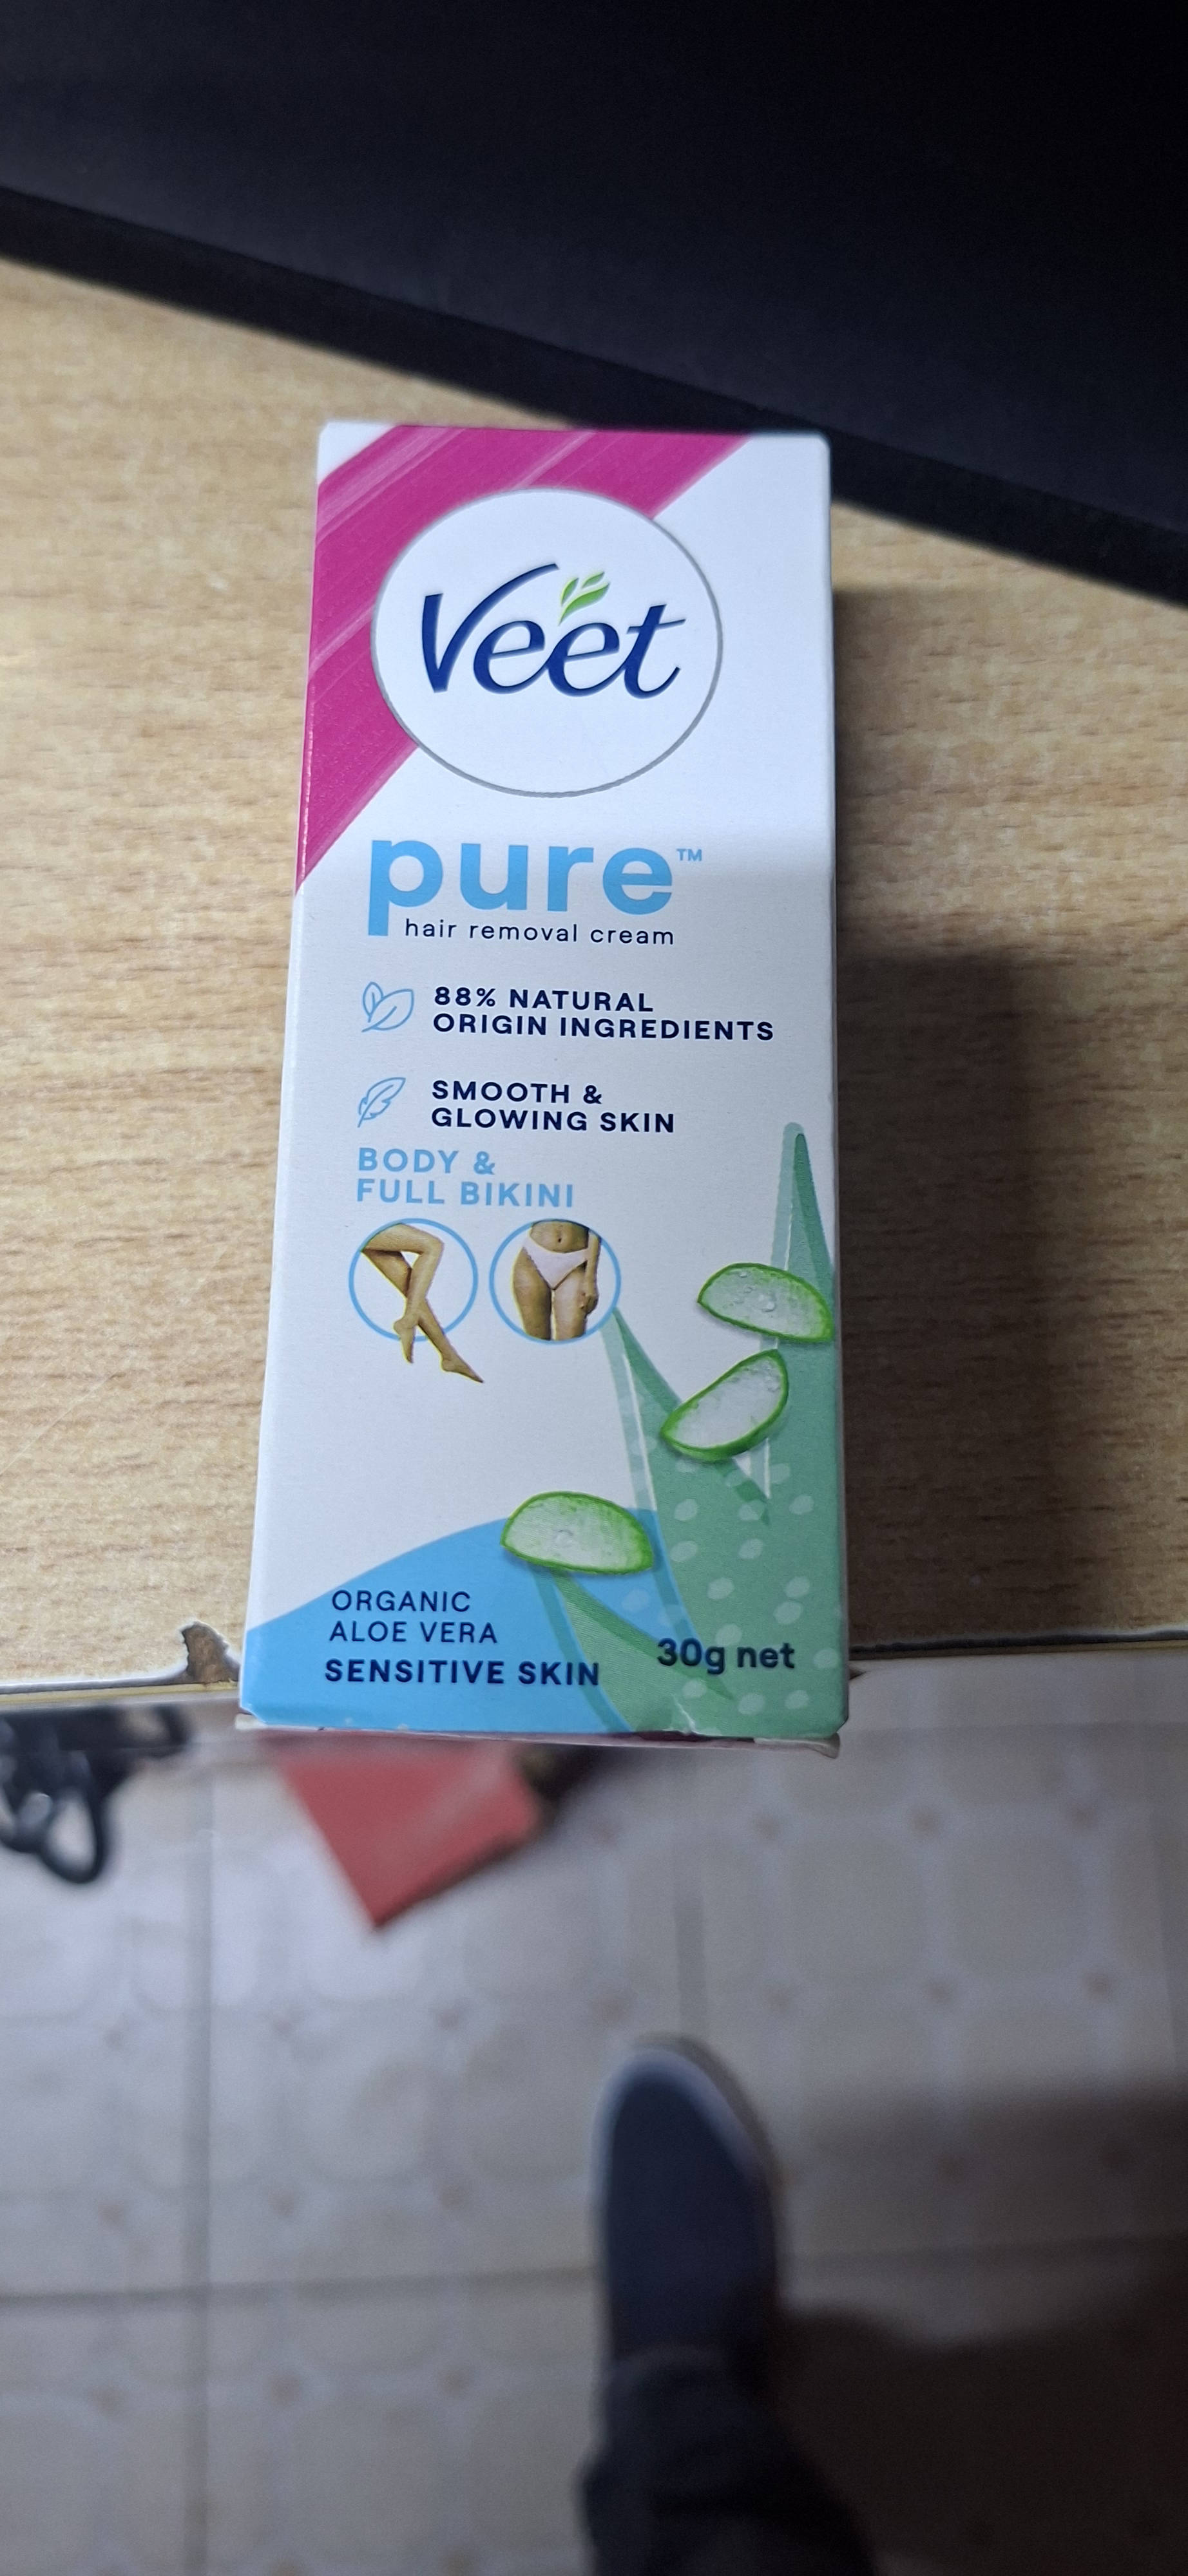 Veet
pure™
hair removal cream
88% NATURAL
ORIGIN INGREDIENTS
SMOOTH &
GLOWING SKIN
BODY &
FULL BIKINI
ORGANIC
ALOE VERA
SENSITIVE SKIN
30g net